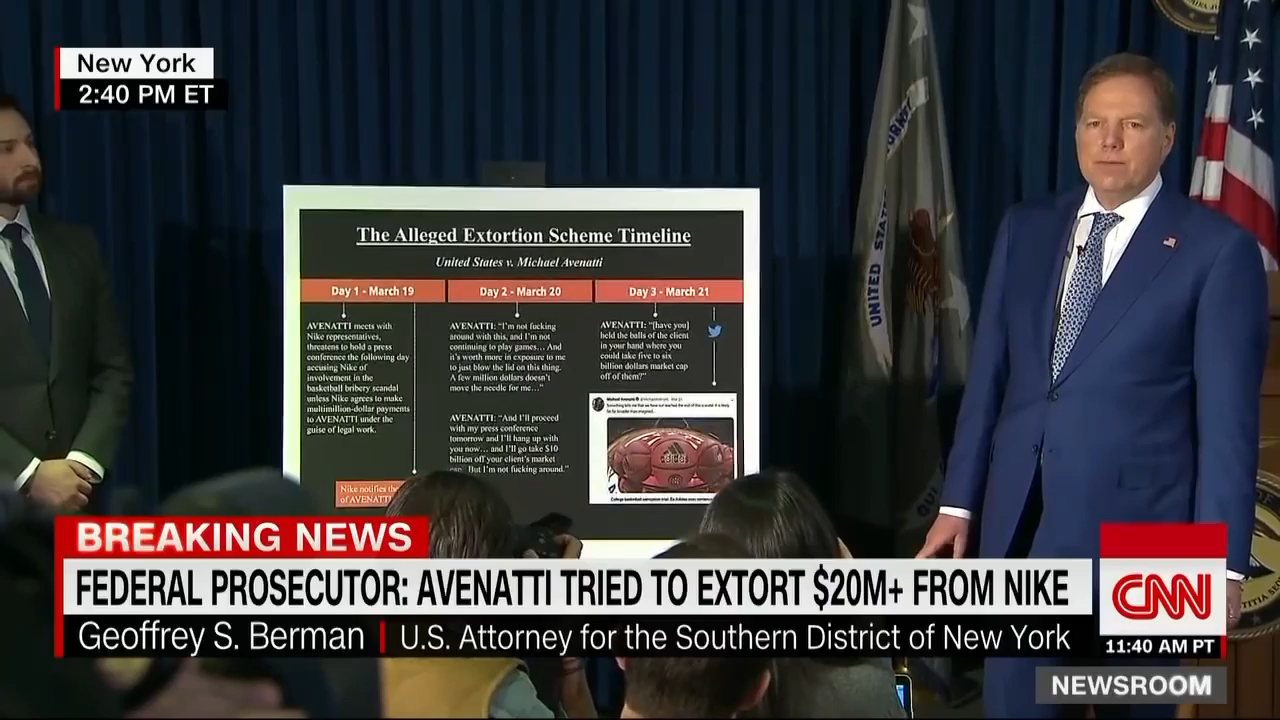 New York
2:40 PM ET
The Alleged Extortion Scheme Timeline
United States v. Michael Avenatti
Day 1 - March 19
AVENATTI meets with
Nike representatives,
threatens to hold a press
conference the following day
accusing Nike of
involvement in the
basketball bribery scandal
unless Nike agrees to make
multimillion-dollar payments
to AVENATTI under the
guise of legal work.
Nike notifies
of AVENATTI
Day 2 - March 20
AVENATTI: “I’m not fucking
around with this, and I’m not
continuing to play games… And
it’s worth more in exposure to me
to just blow the lid on this thing.
A few million dollars doesn’t
move the needle for me…”
AVENATTI: “And I’ll proceed
with my press conference
tomorrow and I’ll hang up with
you now… and I’ll go take $10
billion off your client’s market
cap. But I’m not fucking around.”
Day 3 - March 21
AVENATTI: “[have you]
held the balls of the client
in your hand where you
could take five to six
billion dollars market cap
off of them?”
Michael Avenatti
UNITED STAT
BREAKING NEWS
FEDERAL PROSECUTOR: AVENATTI TRIED TO EXTORT $20M+ FROM NIKE
Geoffrey S. Berman | U.S. Attorney for the Southern District of New York
CNN
11:40 AM PT
NEWSROOM